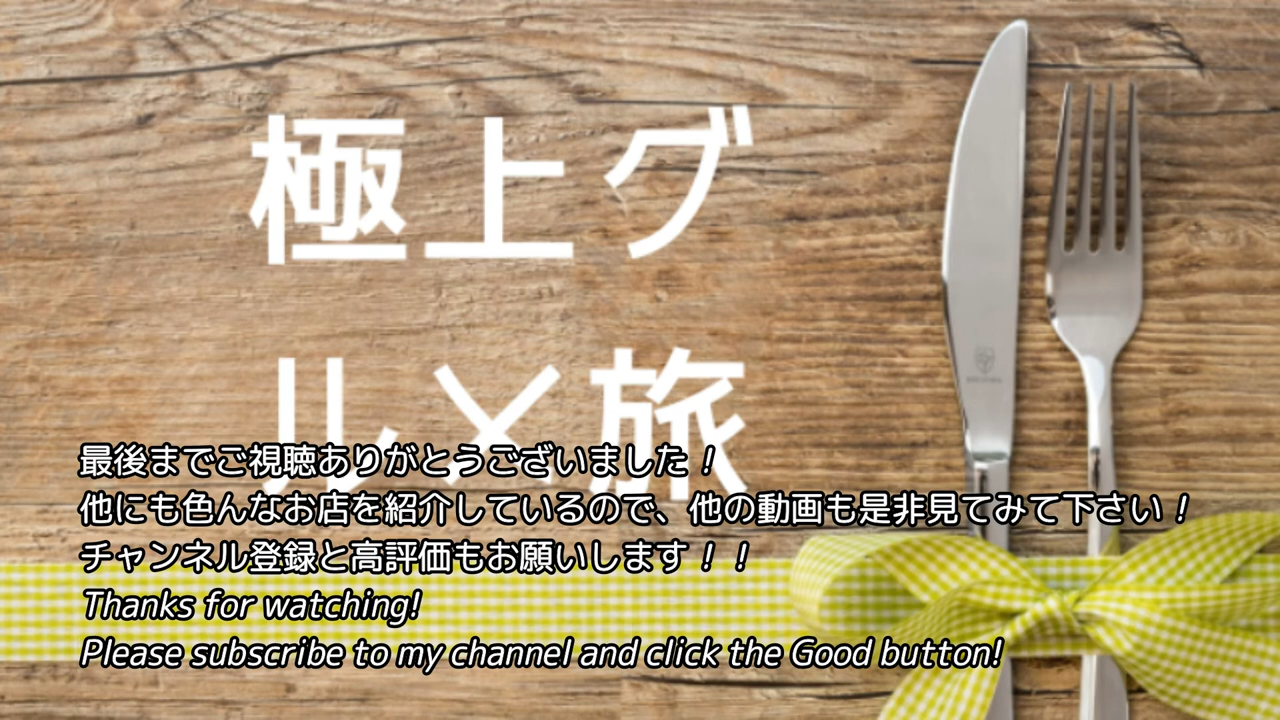 極上グ
ルメ旅
最後までご視聴ありがとうございました！
他にも色んなお店を紹介しているので、他の動画も是非見てみて下さい！
チャンネル登録と高評価もお願いします！！
Thanks for watching!
Please subscribe to my channel and click the Good button!